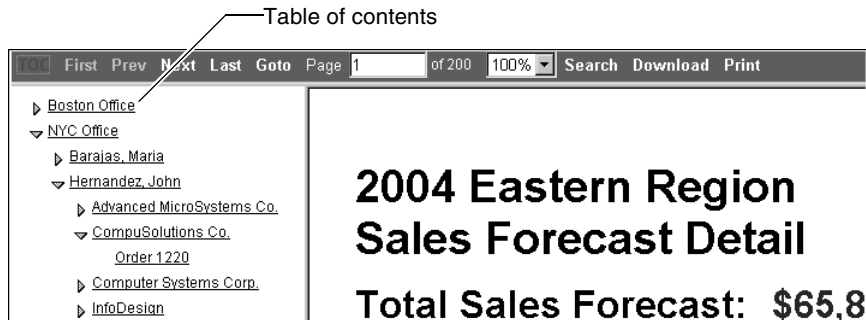 Table of contents
TOC First Prev Next Last Goto Page 1 of 200 100% Search Download Print
Boston Office
NYC Office
Barajas, Maria
Hernandez, John
Advanced MicroSystems Co.
CompuSolutions Co.
Order 1220
Computer Systems Corp.
InfoDesign
2004 Eastern Region
Sales Forecast Detail
Total Sales Forecast: $65,8